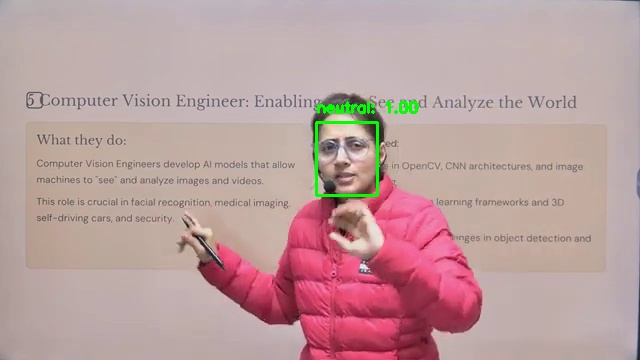 5 Computer Vision Engineer: Enabling and Analyze the World
neutral: 1.00
What they do:
Computer Vision Engineers develop AI models that allow
machines to "see" and analyze images and videos.
This role is crucial in facial recognition, medical imaging,
self-driving cars, and security.
in OpenCV, CNN architectures, and image
learning frameworks and 3D
in object detection and